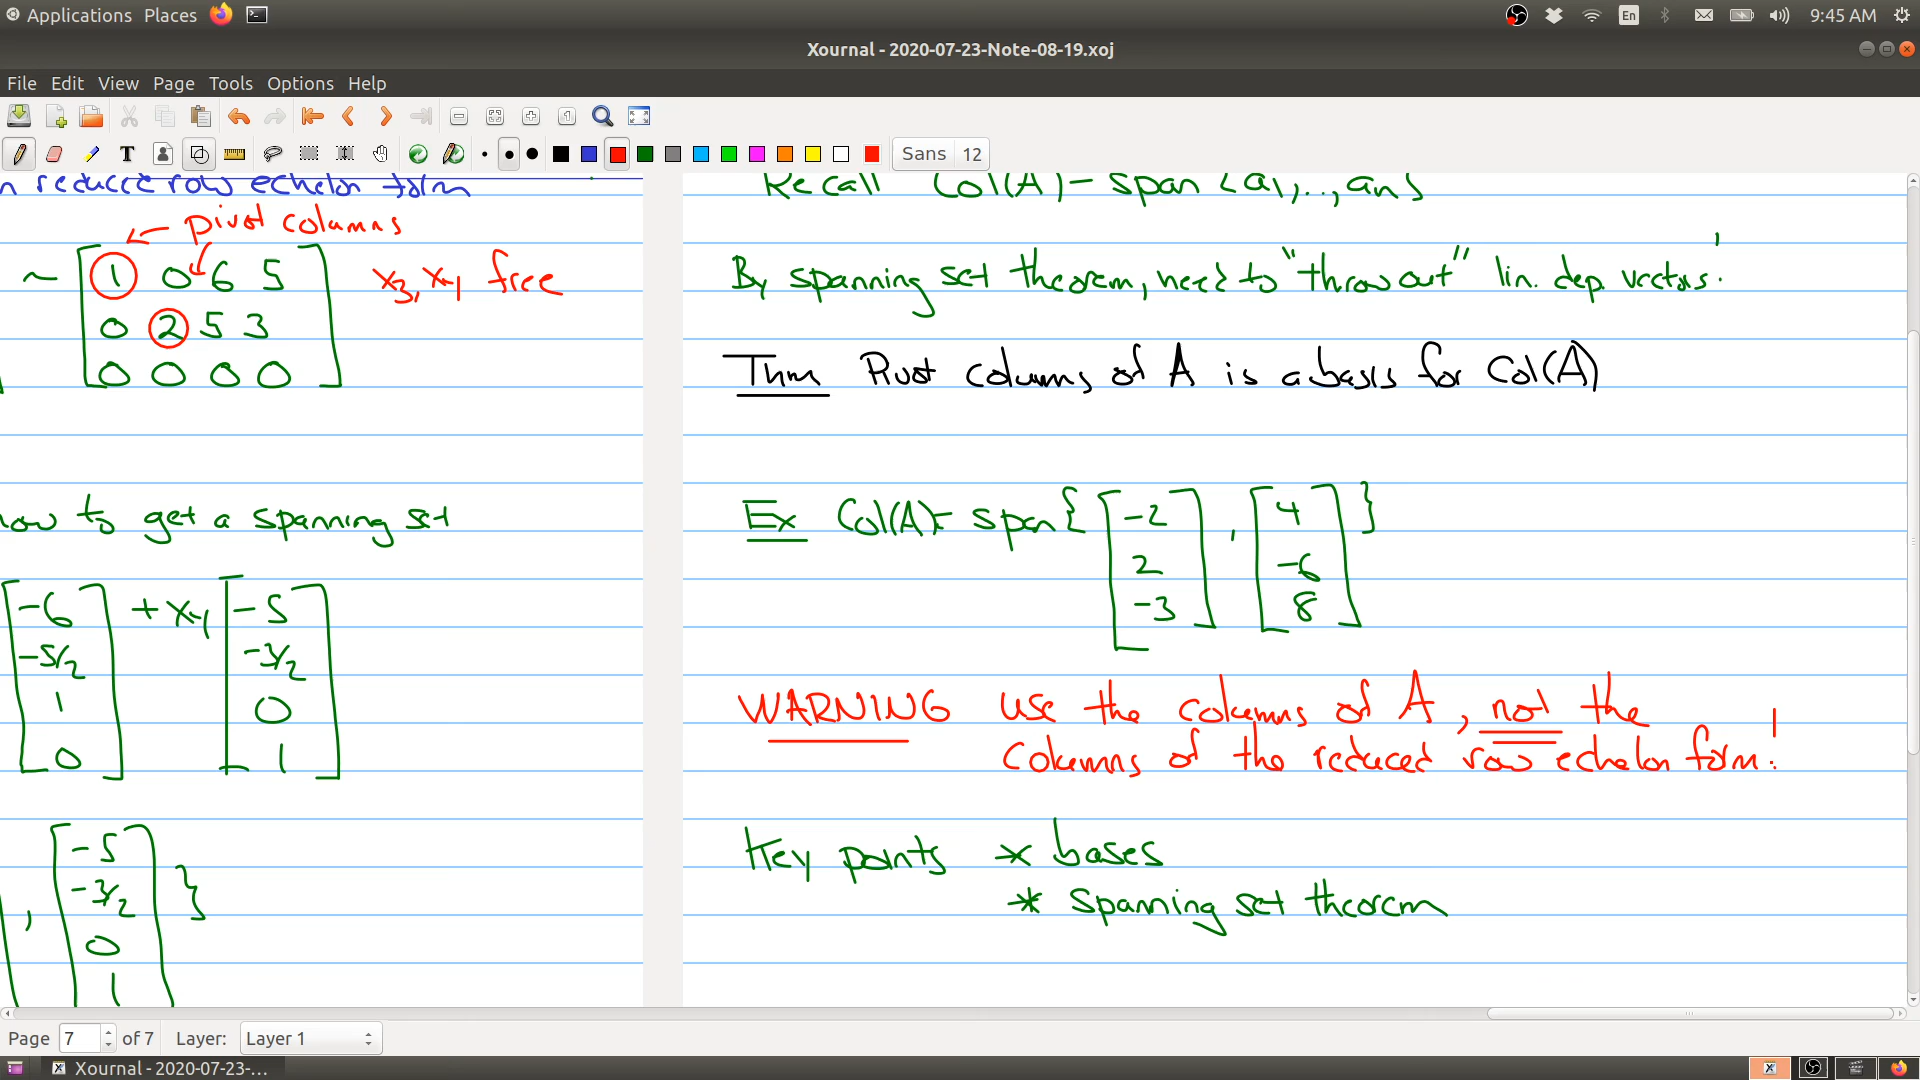 Applications Places En 9:45 AM
Xournal - 2020-07-23-Note-08-19.xoj
File Edit View Page Tools Options Help
T Sans 12
n reduced row echelon form
← pivot columns
~ [1 0 6 5] x3, x4 free
[0 2 5 3]
[0 0 0 0]
how to get a spanning set
[-6] + x4 [-5]
[-5/2] [-3/2]
[1] [0]
[0] [1]
, [-5] }
[-3/2]
[0]
[1]
Recall Col(A) = span {a1, .., an}
By spanning set theorem, need to "throw out" lin. dep. vectors!
Thm Pivot columns of A is a basis for Col(A)
Ex Col(A) = span { [-2] , [4] }
[2] [-6]
[-3] [8]
WARNING Use the columns of A, not the
columns of the reduced row echelon form!
Key points * bases
* Spanning set theorem
Page 7 of 7 Layer: Layer 1
Xournal - 2020-07-23-...